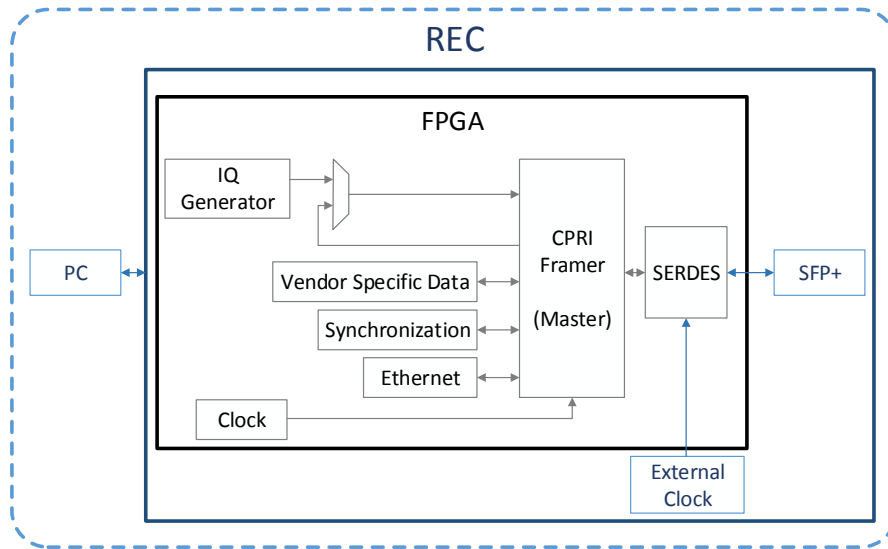 REC
FPGA
IQ
Generator
CPRI
Framer
(Master)
SERDES
SFP+
PC
Vendor Specific Data
Synchronization
Ethernet
Clock
External
Clock